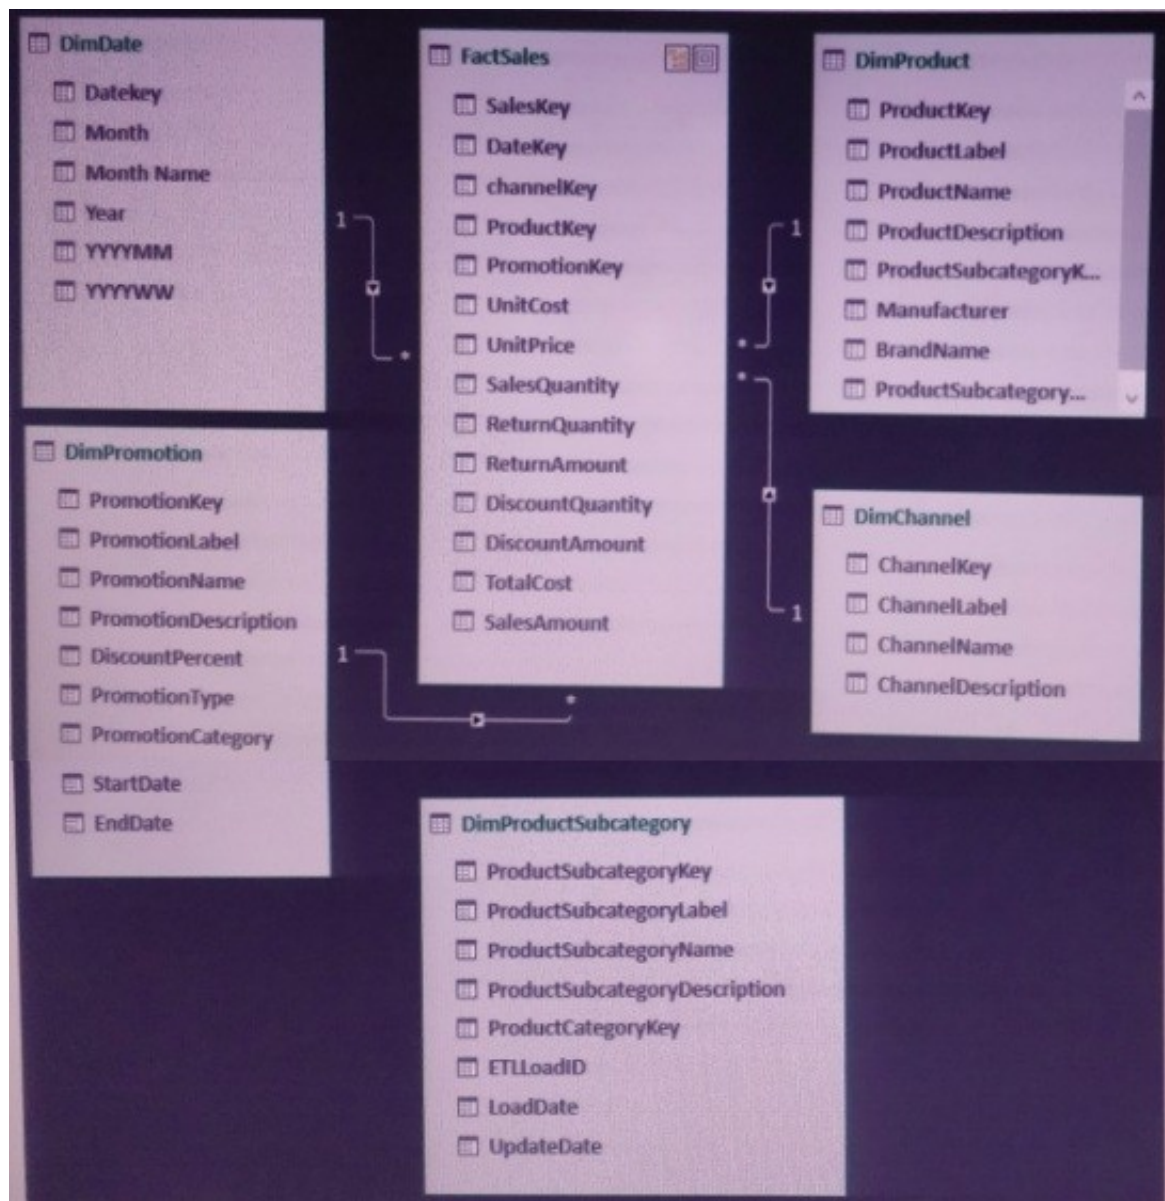 DimDate
Datekey
Month
Month Name
Year
YYYYMM
YYYYWW
FactSales
SalesKey
DateKey
channelKey
ProductKey
PromotionKey
UnitCost
UnitPrice
SalesQuantity
ReturnQuantity
ReturnAmount
DiscountQuantity
DiscountAmount
TotalCost
SalesAmount
DimProduct
ProductKey
ProductLabel
ProductName
ProductDescription
ProductSubcategoryK...
Manufacturer
BrandName
ProductSubcategory...
1
*
1
*
*
1
DimPromotion
PromotionKey
PromotionLabel
PromotionName
PromotionDescription
DiscountPercent
PromotionType
PromotionCategory
StartDate
EndDate
1
*
DimChannel
ChannelKey
ChannelLabel
ChannelName
ChannelDescription
DimProductSubcategory
ProductSubcategoryKey
ProductSubcategoryLabel
ProductSubcategoryName
ProductSubcategoryDescription
ProductCategoryKey
ETLLoadID
LoadDate
UpdateDate